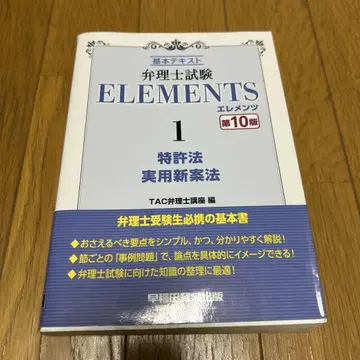 基本テキスト
弁理士試験
ELEMENTS
エレメンツ
1
第10版
特許法
実用新案法
TAC弁理士講座 編
弁理士受験生必携の基本書
◆おさえるべき要点をシンプル、かつ、分かりやすく解説！
◆節ごとの「事例問題」で、論点を具体的にイメージできる！
◆弁理士試験に向けた知識の整理に最適！
早稲田経営出版